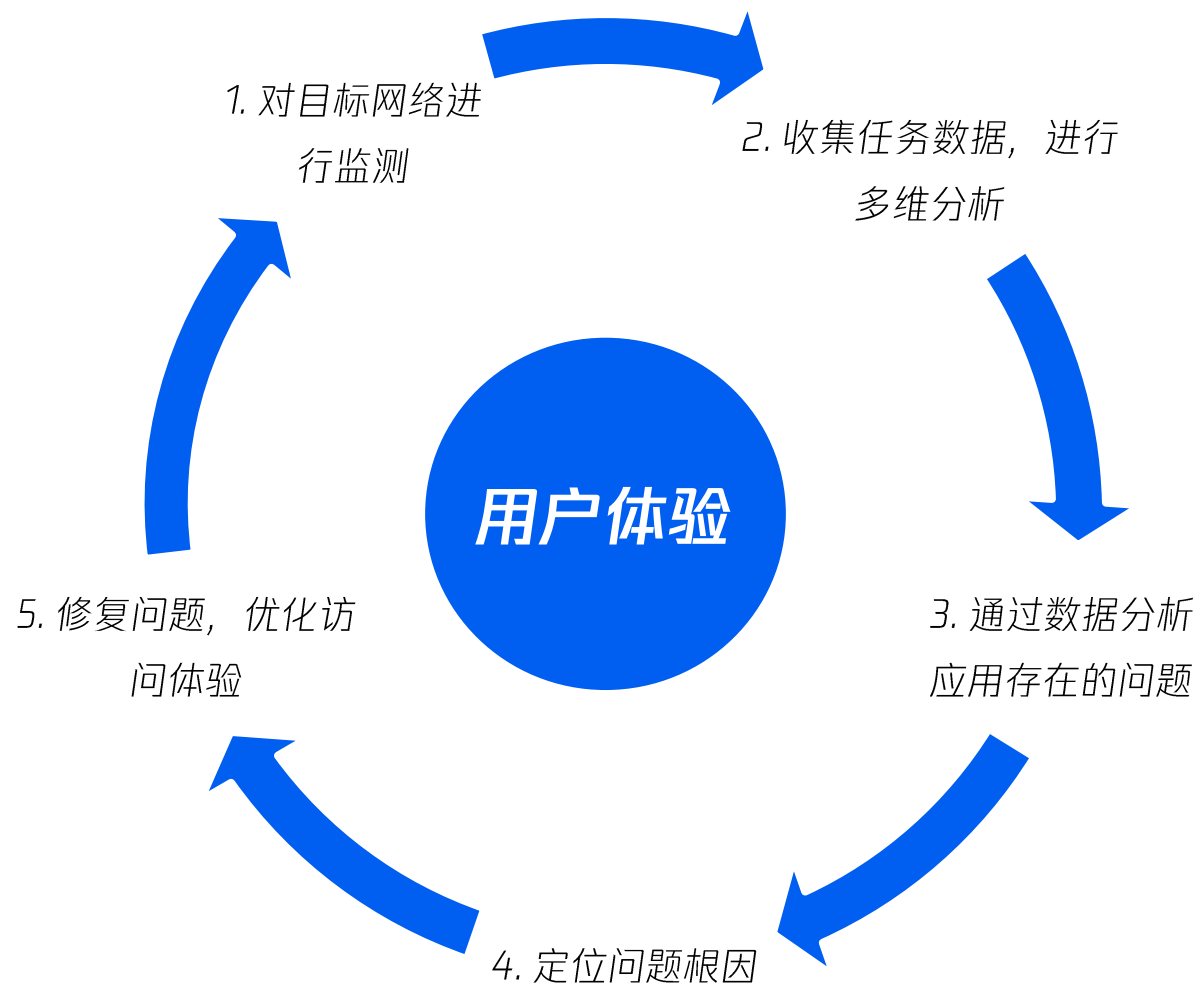 1. 对目标网络进
行监测
2. 收集任务数据，进行
多维分析
用户体验
3. 通过数据分析
应用存在的问题
4. 定位问题根因
5. 修复问题，优化访
问体验